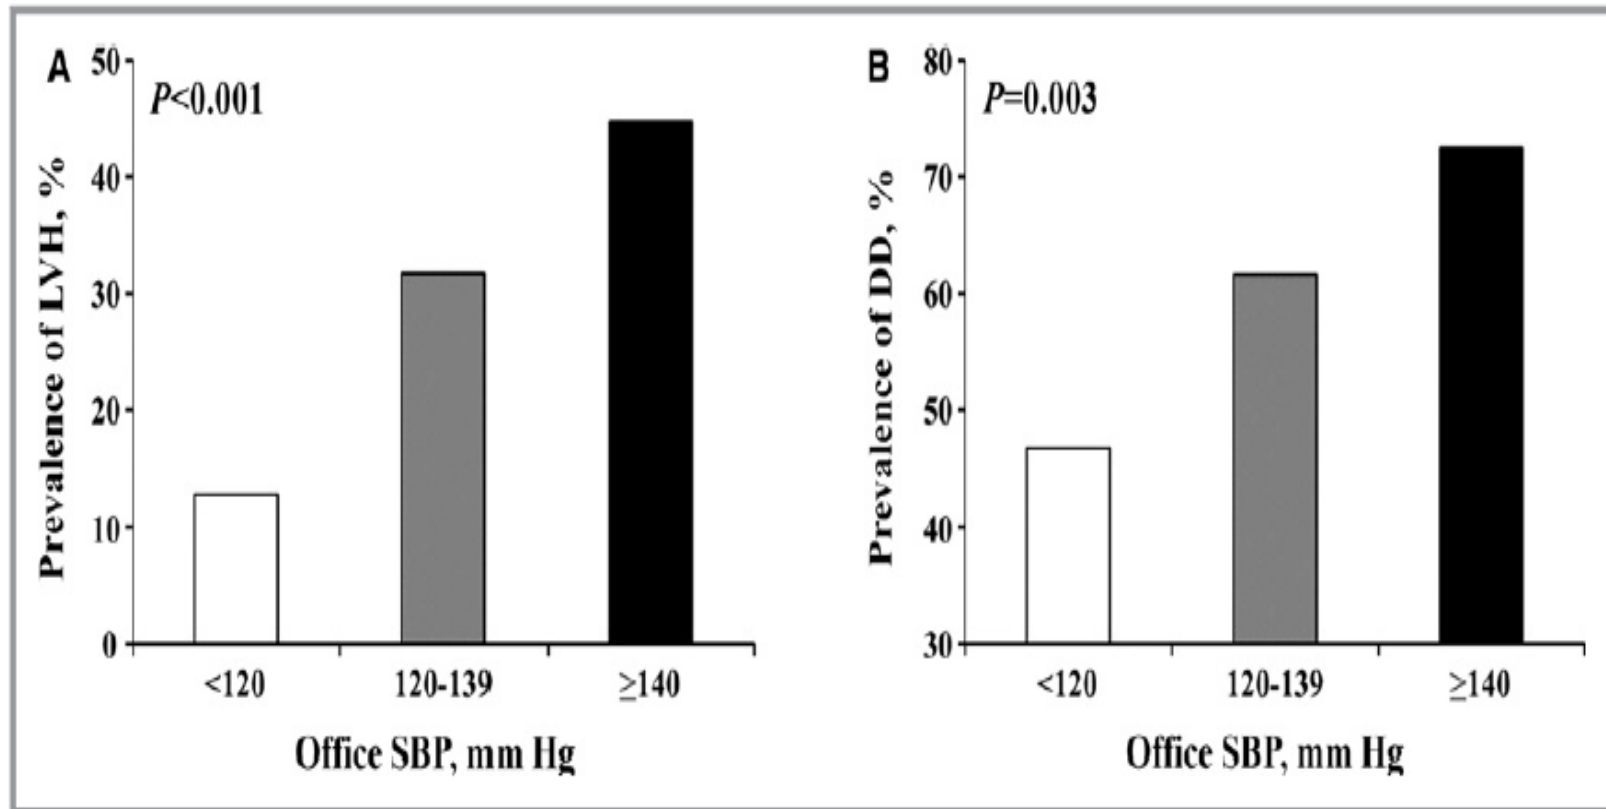 A
P<0.001
Prevalence of LVH, %
50
40
30
20
10
0
<120
120-139
≥140
Office SBP, mm Hg
B
P=0.003
Prevalence of DD, %
80
70
60
50
40
30
<120
120-139
≥140
Office SBP, mm Hg